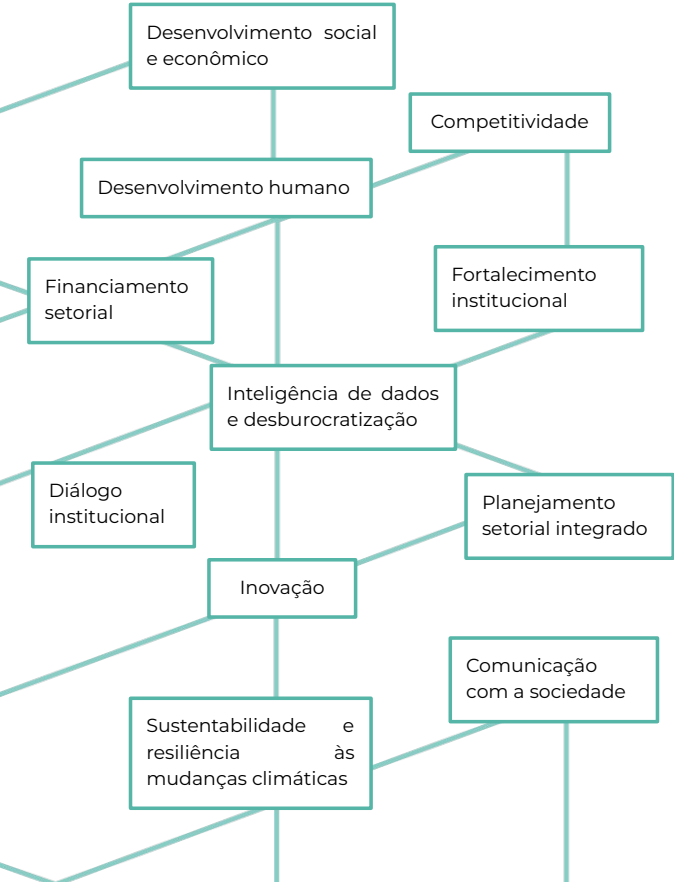 Desenvolvimento social
e econômico
Competitividade
Desenvolvimento humano
Financiamento
setorial
Fortalecimento
institucional
Inteligência de dados
e desburocratização
Diálogo
institucional
Planejamento
setorial integrado
Inovação
Comunicação
com a sociedade
Sustentabilidade e
resiliência às
mudanças climáticas